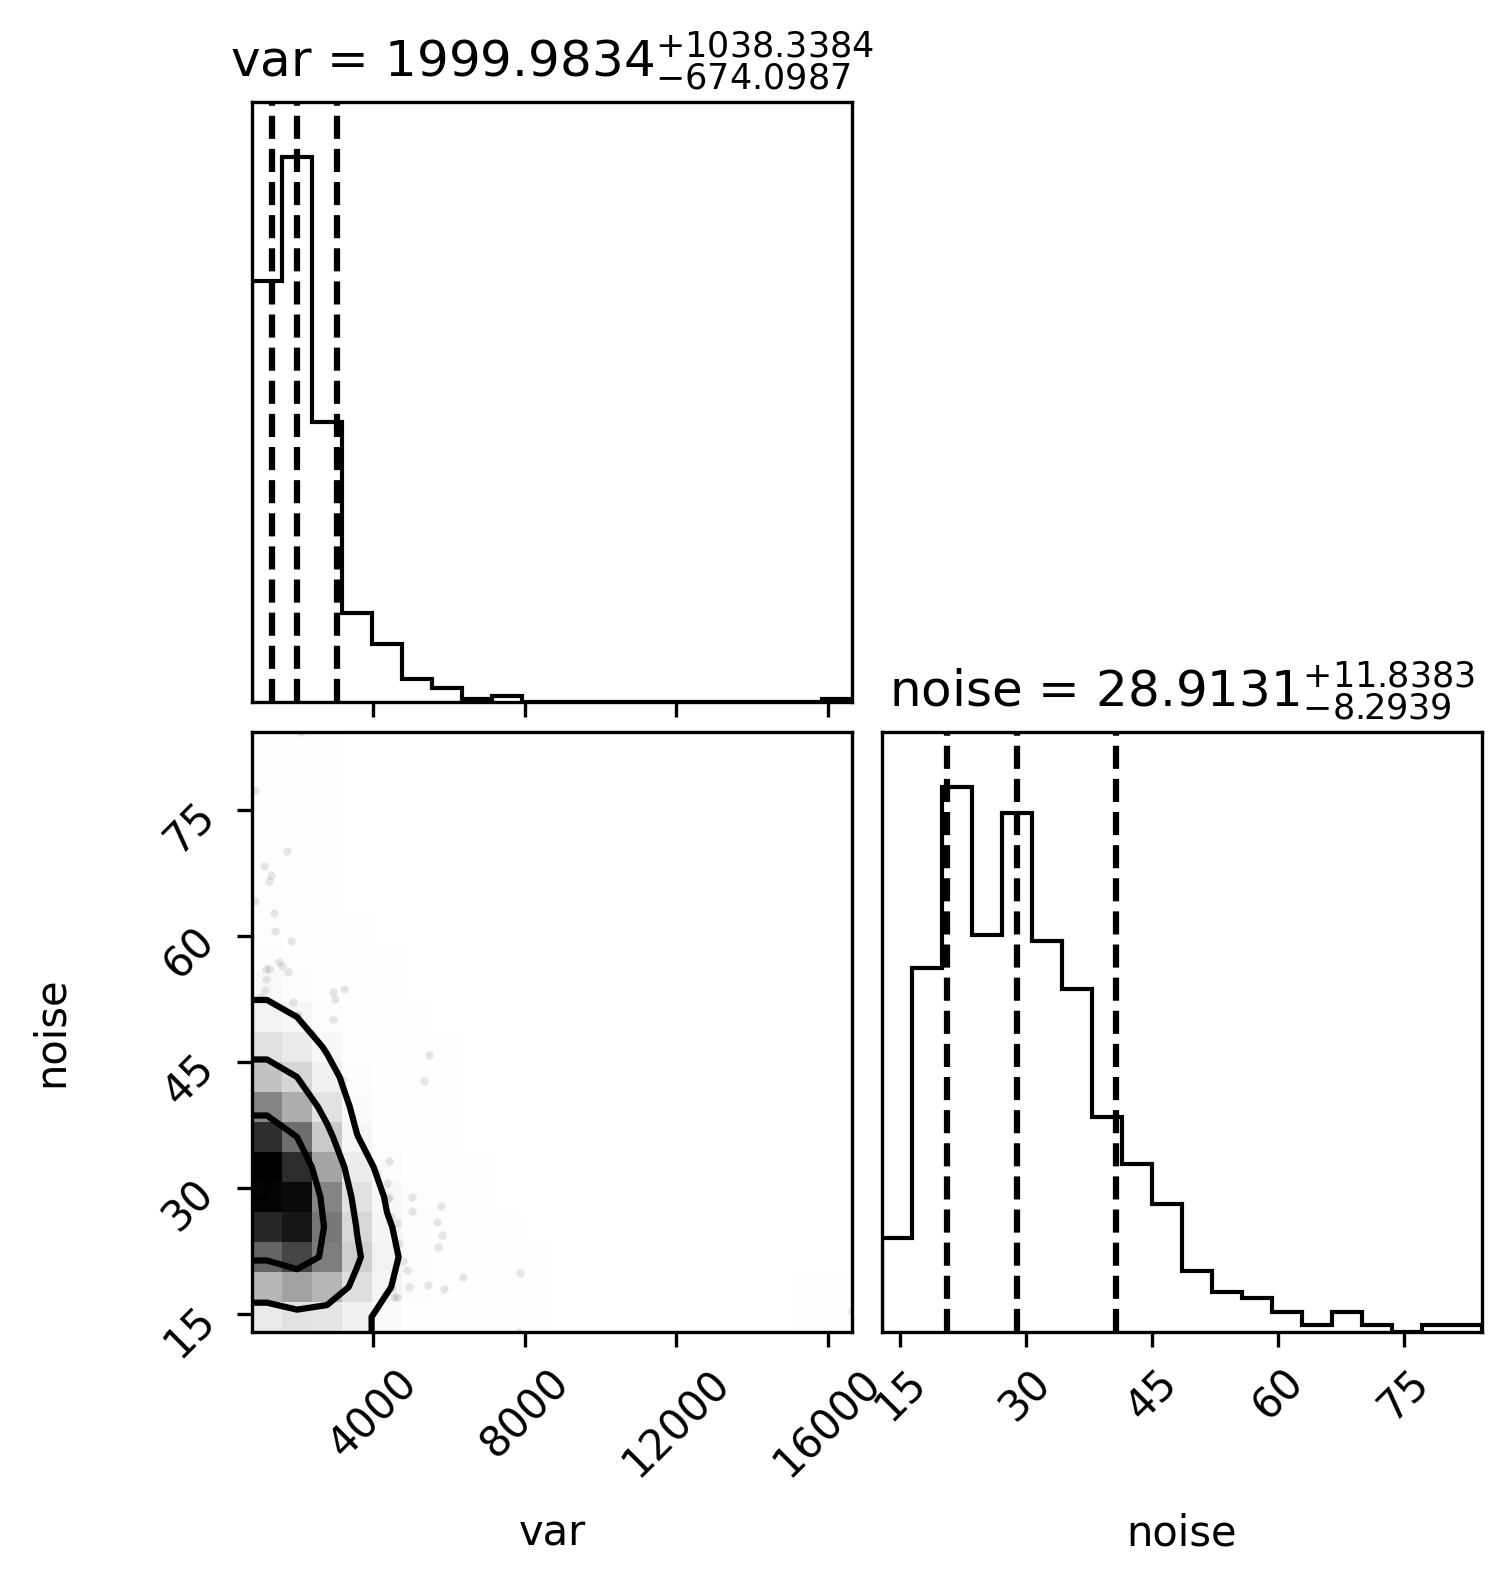 var = 1999.9834+1038.3384−674.0987
noise = 28.9131+11.8383−8.2939
75
60
45
30
15
noise
4000
8000
12000
16000
15
30
45
60
75
var
noise